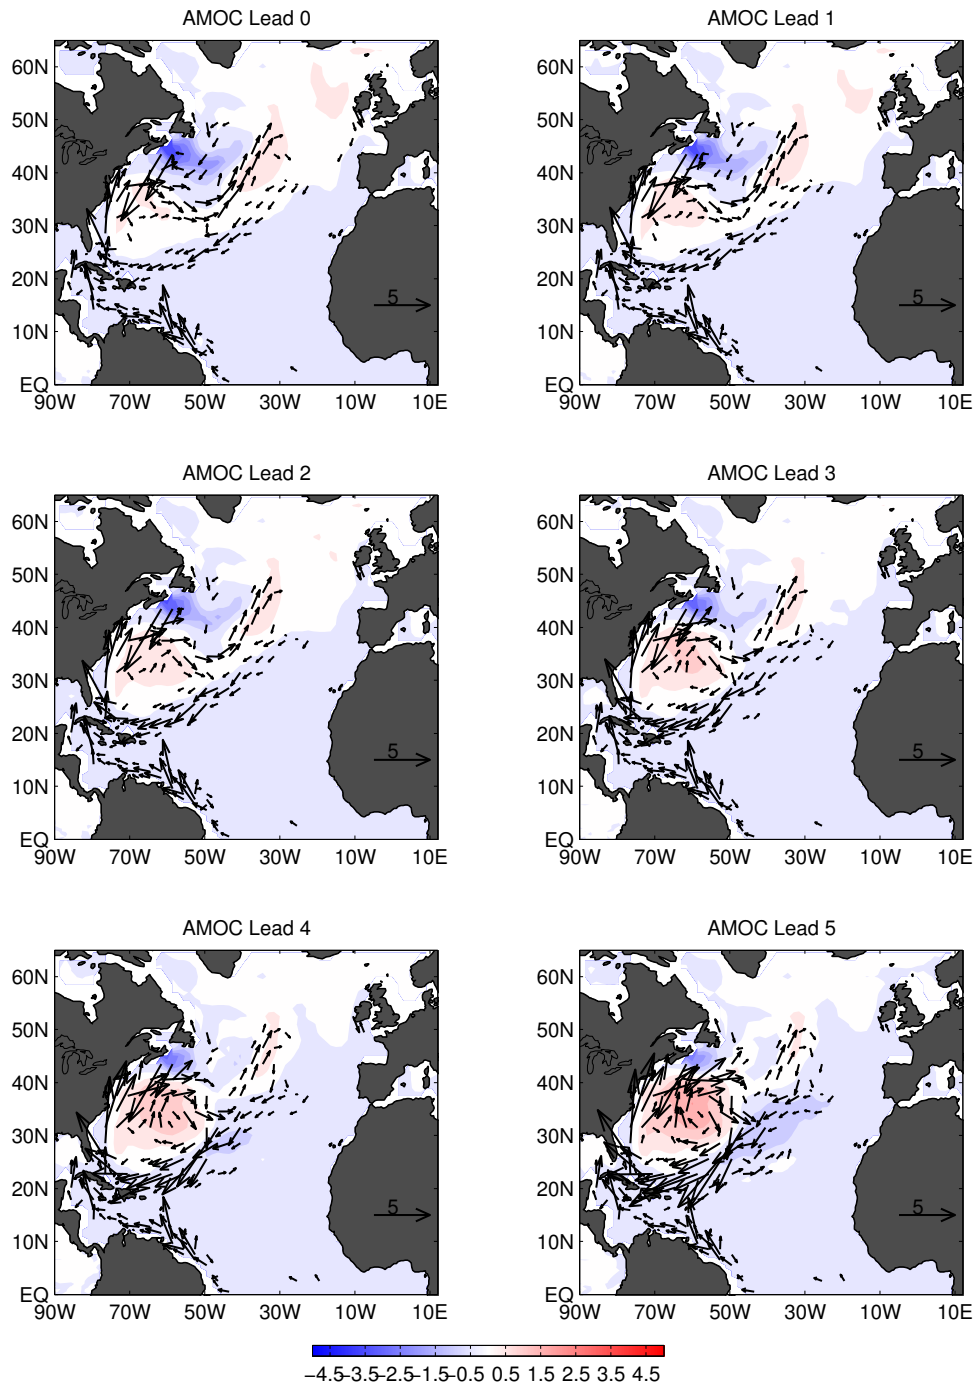 AMOC Lead 0
AMOC Lead 1
60N
50N
40N
30N
20N
10N
EQ
5
90W 70W 50W 30W 10W 10E
60N
50N
40N
30N
20N
10N
EQ
5
90W 70W 50W 30W 10W 10E
AMOC Lead 2
AMOC Lead 3
60N
50N
40N
30N
20N
10N
EQ
5
90W 70W 50W 30W 10W 10E
60N
50N
40N
30N
20N
10N
EQ
5
90W 70W 50W 30W 10W 10E
AMOC Lead 4
AMOC Lead 5
60N
50N
40N
30N
20N
10N
EQ
5
90W 70W 50W 30W 10W 10E
60N
50N
40N
30N
20N
10N
EQ
5
90W 70W 50W 30W 10W 10E
−4.5 −3.5 −2.5 −1.5 −0.5 0.5 1.5 2.5 3.5 4.5